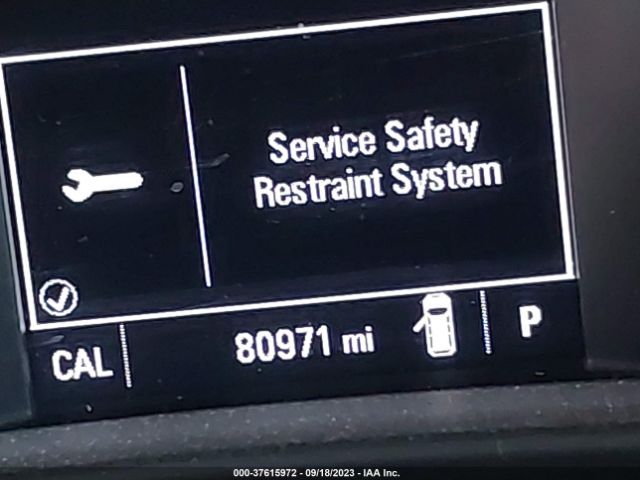 Service Safety
Restraint System
CAL
80971 mi
P
000-37615972 - 09/18/2023 - IAA Inc.